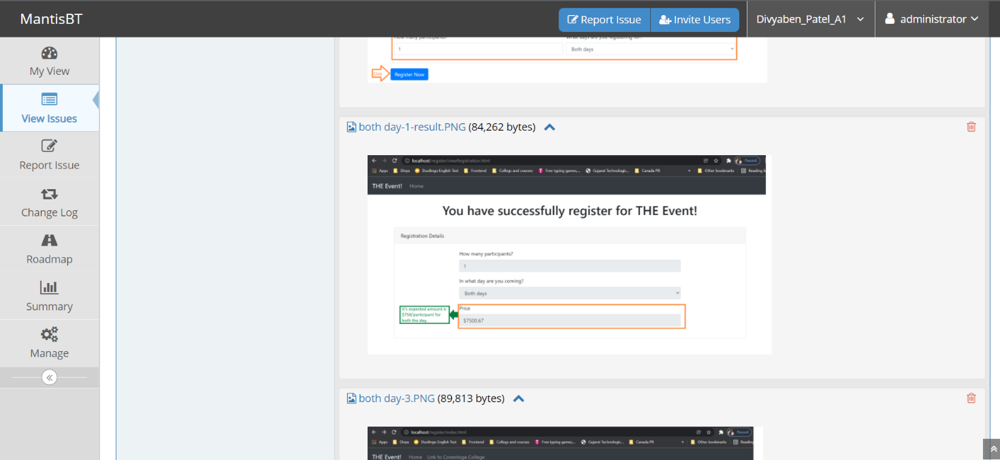 MantisBT
Report Issue
Invite Users
Divyaben_Patel_A1
administrator
My View
View Issues
Report Issue
Change Log
Roadmap
Summary
Manage
How many participants?
What days are you registering for?
1
Both days
Register Now
both day-1-result.PNG (84,262 bytes)
localhost/register/viewRegistration.html
Paused
Apps
Divya
Duolingo English Test
Frontend
College and courses
Free typing games,...
Gujarat Technologic...
Canada PR
Other bookmarks
THE Event!
Home
You have successfully register for THE Event!
Registration Details
How many participants?
1
In what day are you coming?
Both days
It's expected amount is
$750/participant for
both the day.
Price
$7500.67
both day-3.PNG (89,813 bytes)
localhost/register/index.html
Paused
Apps
Divya
Duolingo English Test
Frontend
College and courses
Free typing games,...
Gujarat Technologic...
Canada PR
Other bookmarks
Reading
THE Event!
Home
Link to Conestoga College